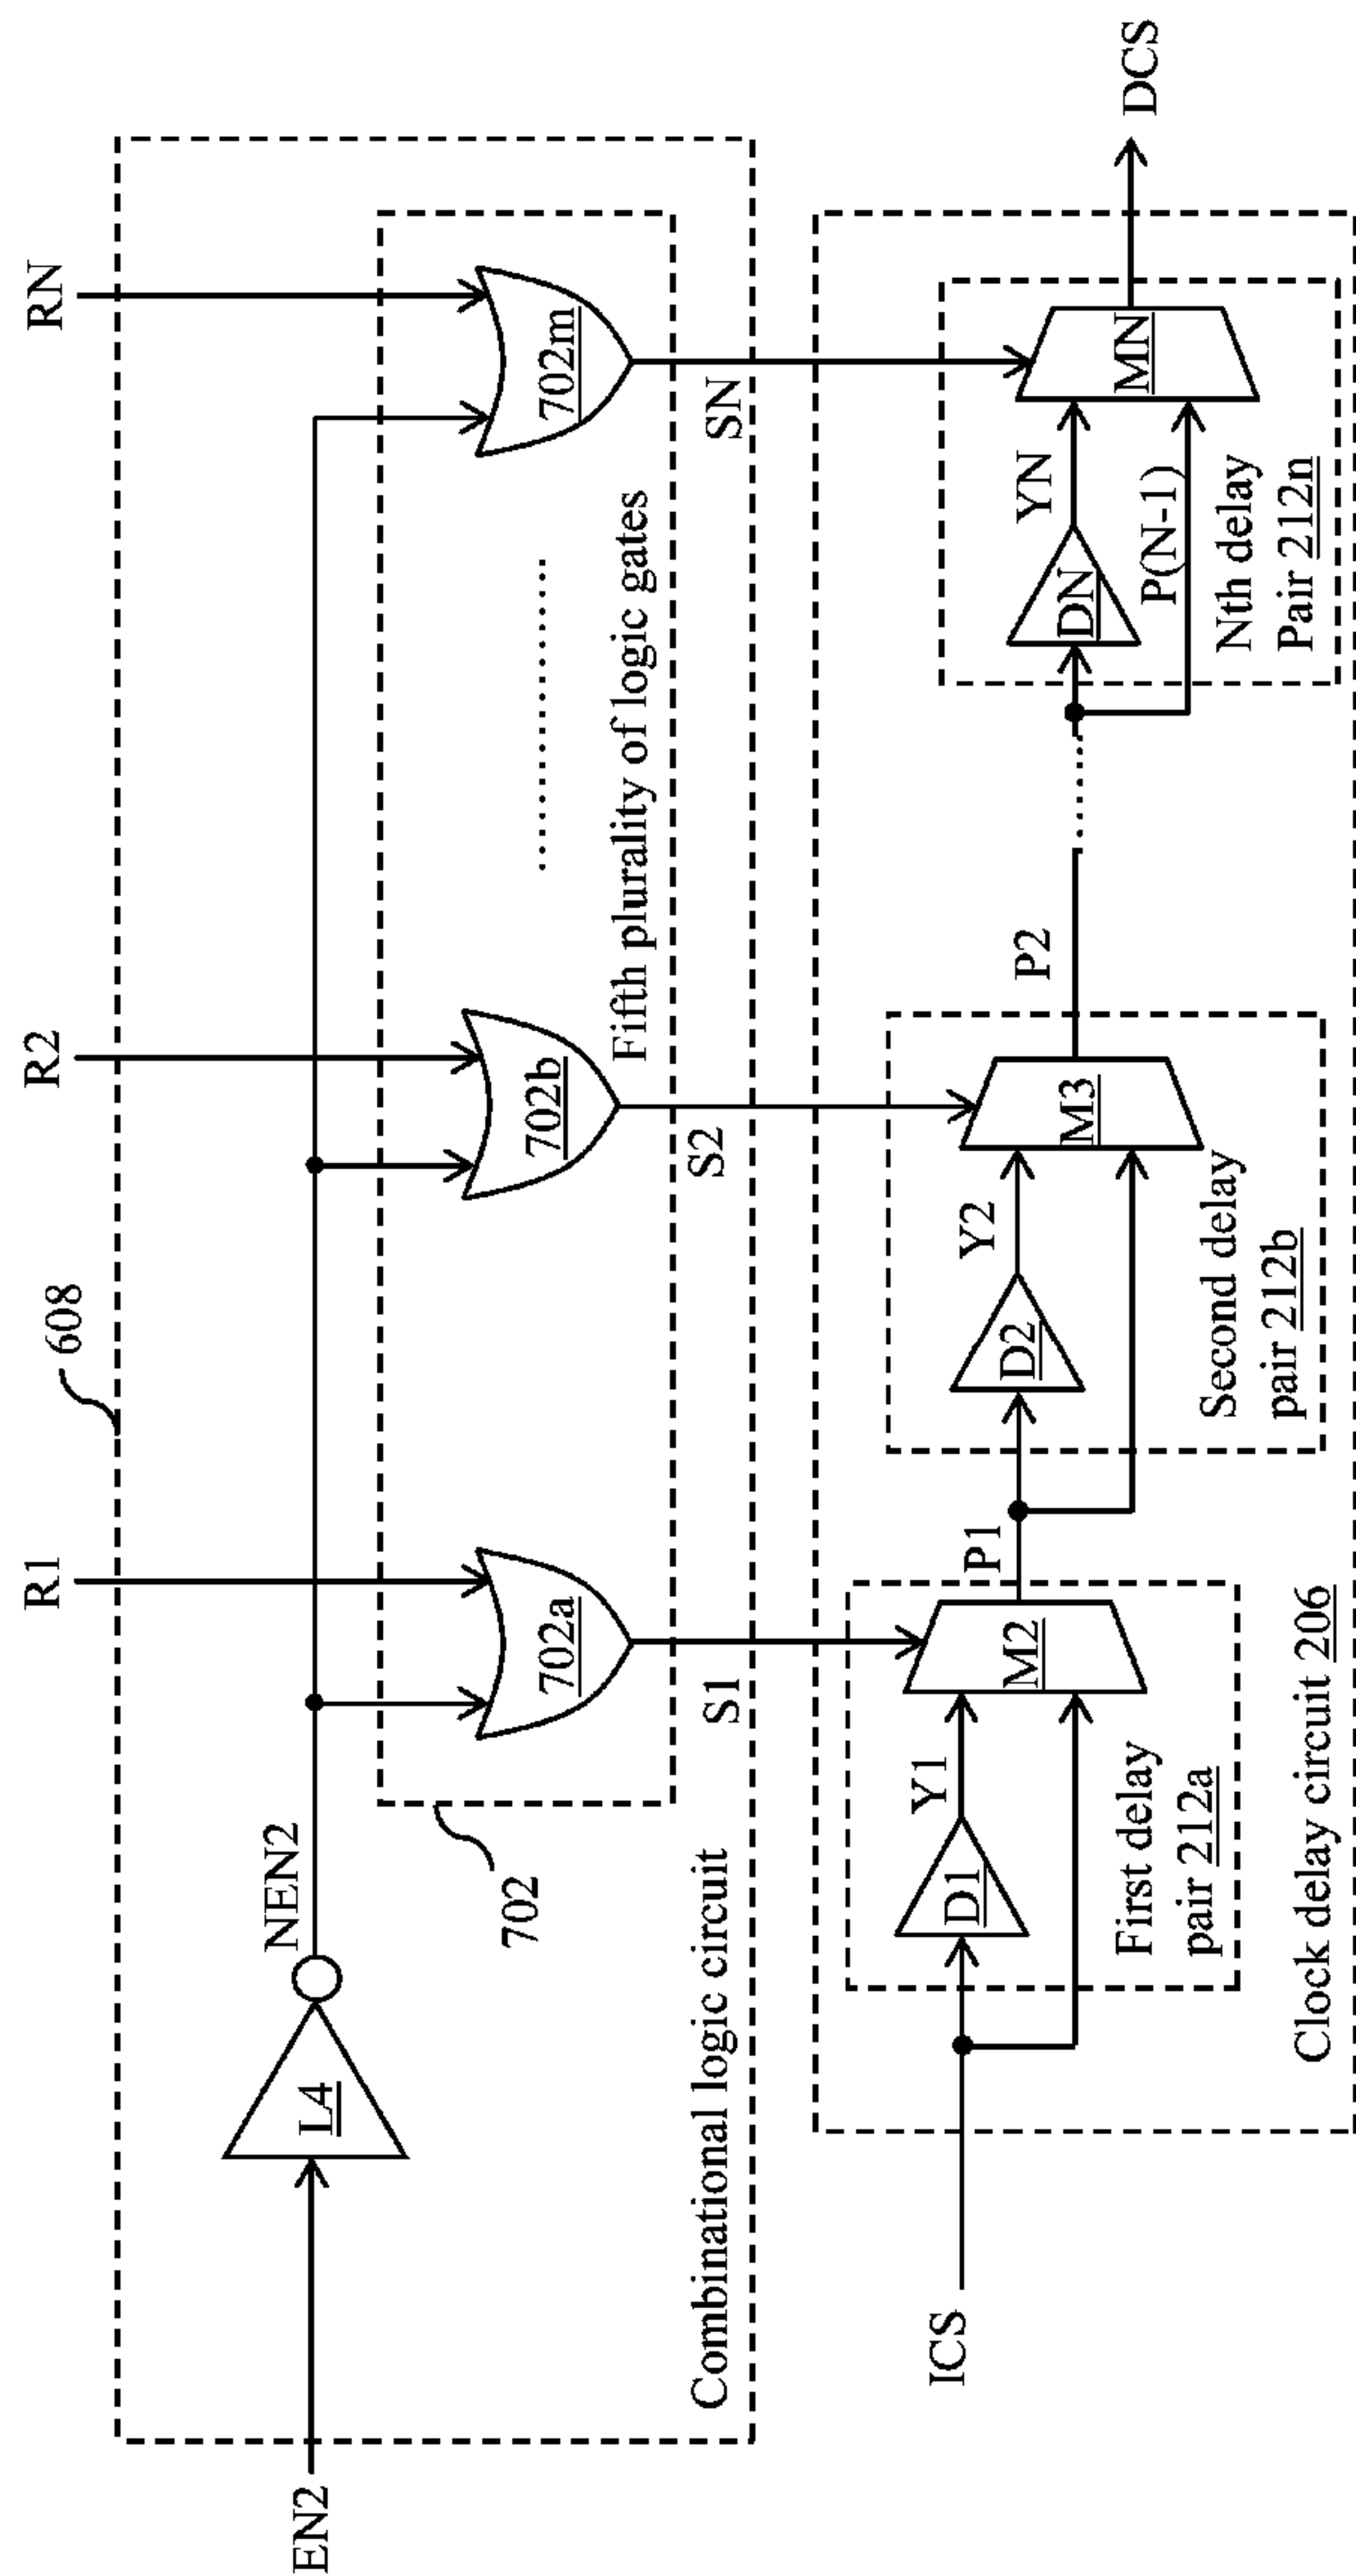 608
R1
R2
RN
EN2
L4
NEN2
702a
702b
702m
702
Fifth plurality of logic gates
Combinational logic circuit
S1
S2
SN
ICS
D1
Y1
M2
P1
First delay
pair 212a
D2
Y2
M3
P2
Second delay
pair 212b
DN
YN
P(N-1)
MN
Nth delay
Pair 212n
DCS
Clock delay circuit 206